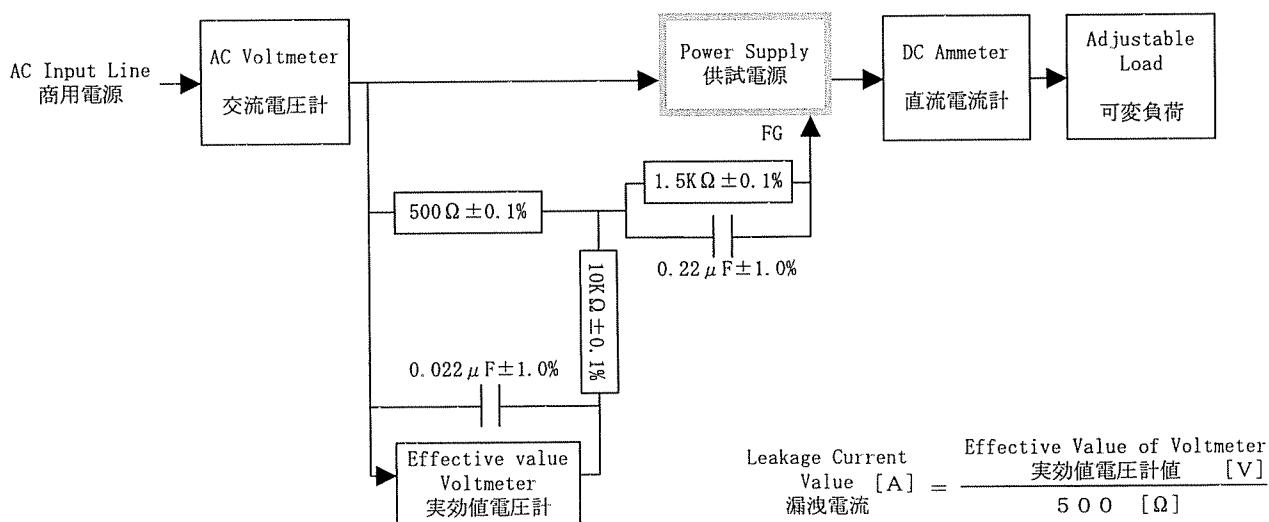 AC Input Line
商用電源
AC Voltmeter
交流電圧計
Power Supply
供試電源
DC Ammeter
直流電流計
Adjustable
Load
可変負荷
FG
1.5KΩ±0.1%
500Ω±0.1%
0.22μF±1.0%
10KΩ±0.1%
0.022μF±1.0%
Effective value
Voltmeter
実効値電圧計
Leakage Current
Value [A] =
漏洩電流
Effective Value of Voltmeter
実効値電圧計値 [V]
500 [Ω]